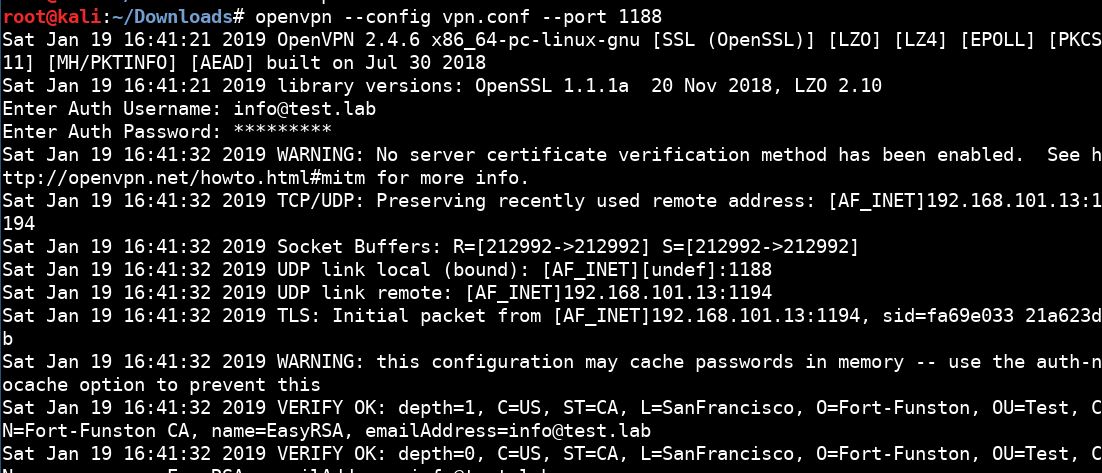 root@kali:~/Downloads# openvpn --config vpn.conf --port 1188
Sat Jan 19 16:41:21 2019 OpenVPN 2.4.6 x86_64-pc-linux-gnu [SSL (OpenSSL)] [LZO] [LZ4] [EPOLL] [PKCS
11] [MH/PKTINFO] [AEAD] built on Jul 30 2018
Sat Jan 19 16:41:21 2019 library versions: OpenSSL 1.1.1a  20 Nov 2018, LZO 2.10
Enter Auth Username: info@test.lab
Enter Auth Password: *********
Sat Jan 19 16:41:32 2019 WARNING: No server certificate verification method has been enabled.  See h
ttp://openvpn.net/howto.html#mitm for more info.
Sat Jan 19 16:41:32 2019 TCP/UDP: Preserving recently used remote address: [AF_INET]192.168.101.13:1
194
Sat Jan 19 16:41:32 2019 Socket Buffers: R=[212992->212992] S=[212992->212992]
Sat Jan 19 16:41:32 2019 UDP link local (bound): [AF_INET][undef]:1188
Sat Jan 19 16:41:32 2019 UDP link remote: [AF_INET]192.168.101.13:1194
Sat Jan 19 16:41:32 2019 TLS: Initial packet from [AF_INET]192.168.101.13:1194, sid=fa69e033 21a623d
b
Sat Jan 19 16:41:32 2019 WARNING: this configuration may cache passwords in memory -- use the auth-n
ocache option to prevent this
Sat Jan 19 16:41:32 2019 VERIFY OK: depth=1, C=US, ST=CA, L=SanFrancisco, O=Fort-Funston, OU=Test, C
N=Fort-Funston CA, name=EasyRSA, emailAddress=info@test.lab
Sat Jan 19 16:41:32 2019 VERIFY OK: depth=0, C=US, ST=CA, L=SanFrancisco, O=Fort-Funston, OU=Test, C